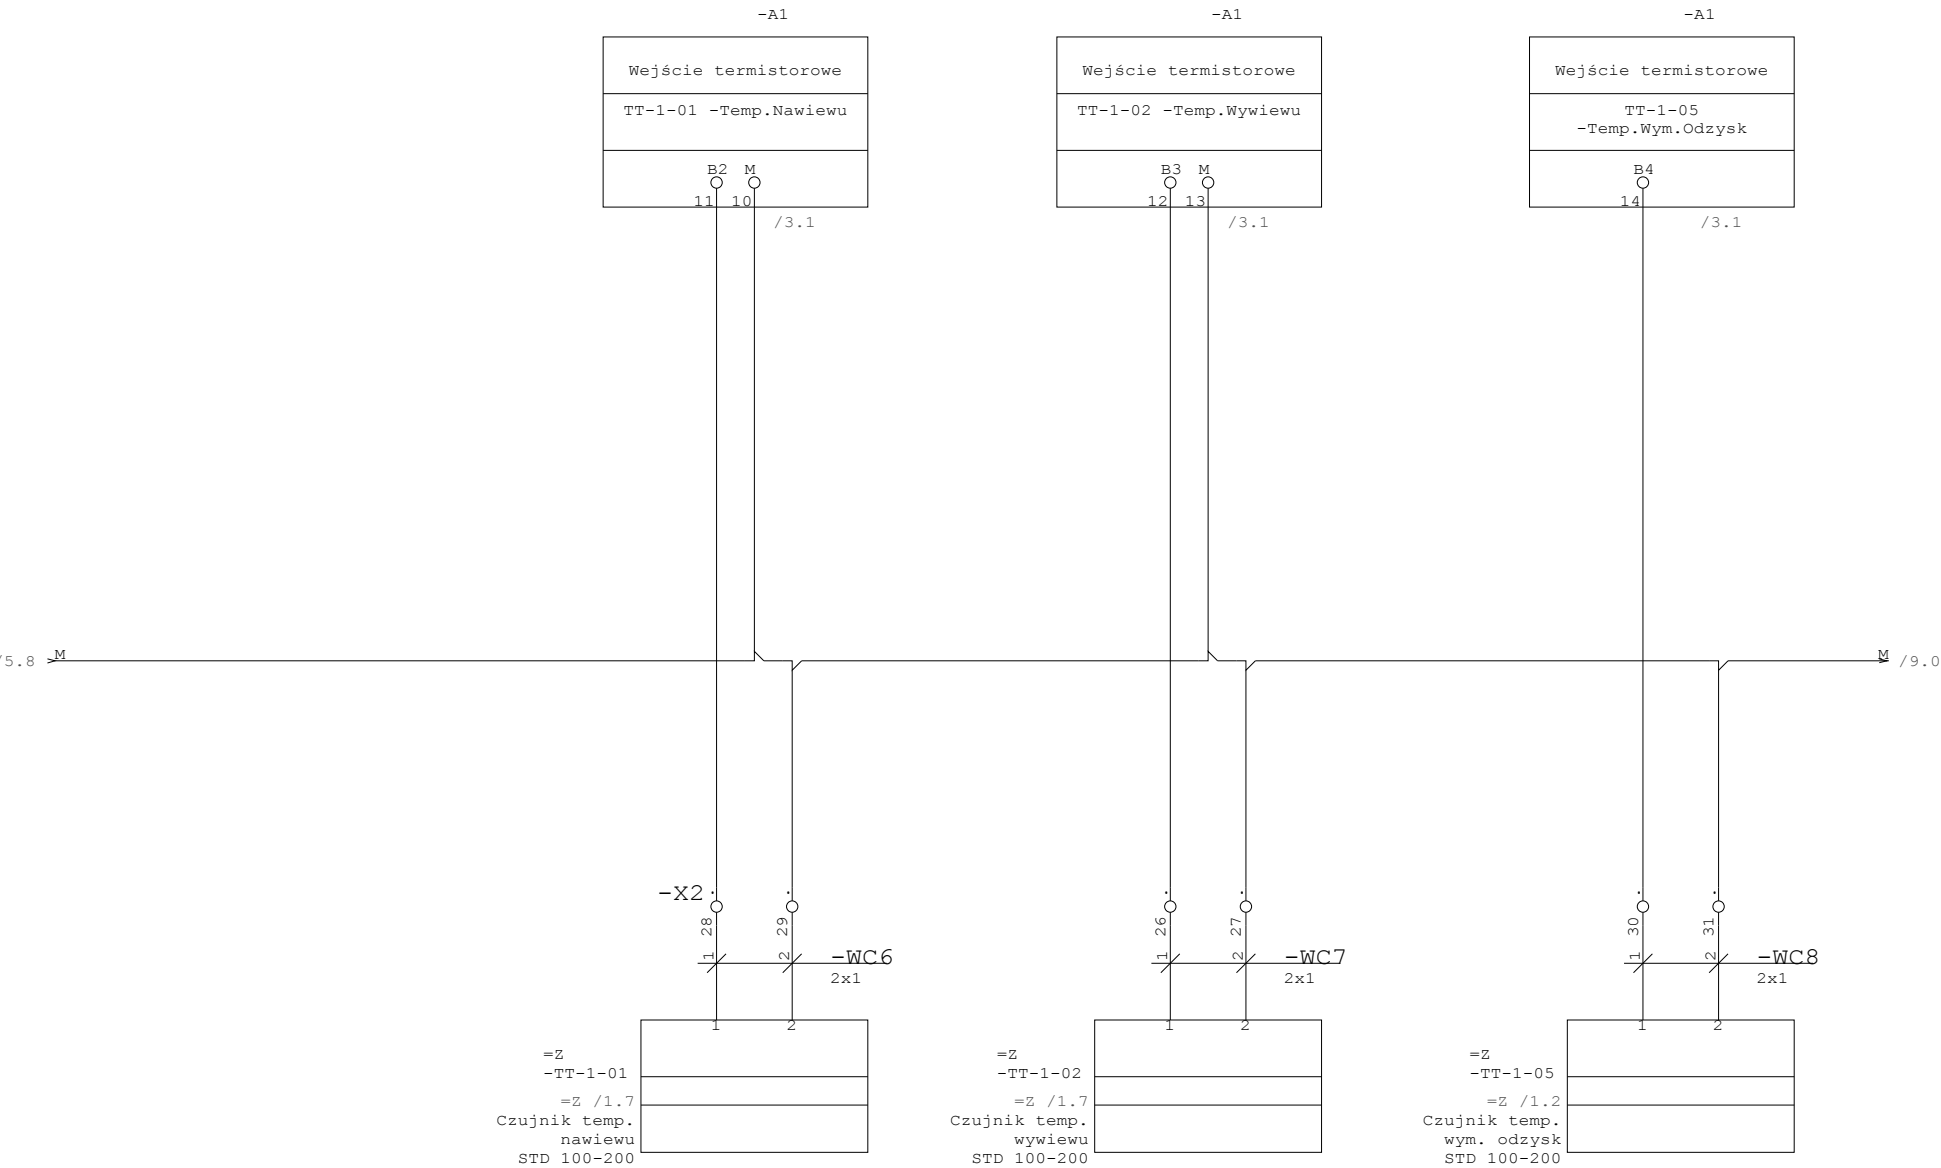 -A1
-A1
-A1
Wejście termistorowe
Wejście termistorowe
Wejście termistorowe
TT-1-01 -Temp.Nawiewu
TT-1-02 -Temp.Wywiewu
TT-1-05
-Temp.Wym.Odzysk
B2 M
B3 M
B4
11 10
12 13
14
/3.1
/3.1
/3.1
/5.8 M
M /9.0
-X2
28 29
26 27
30 31
1 2 -WC6
1 2 -WC7
1 2 -WC8
2x1
2x1
2x1
1 2
1 2
1 2
=Z
-TT-1-01
=Z /1.7
Czujnik temp.
nawiewu
STD 100-200
=Z
-TT-1-02
=Z /1.7
Czujnik temp.
wywiewu
STD 100-200
=Z
-TT-1-05
=Z /1.2
Czujnik temp.
wym. odzysk
STD 100-200